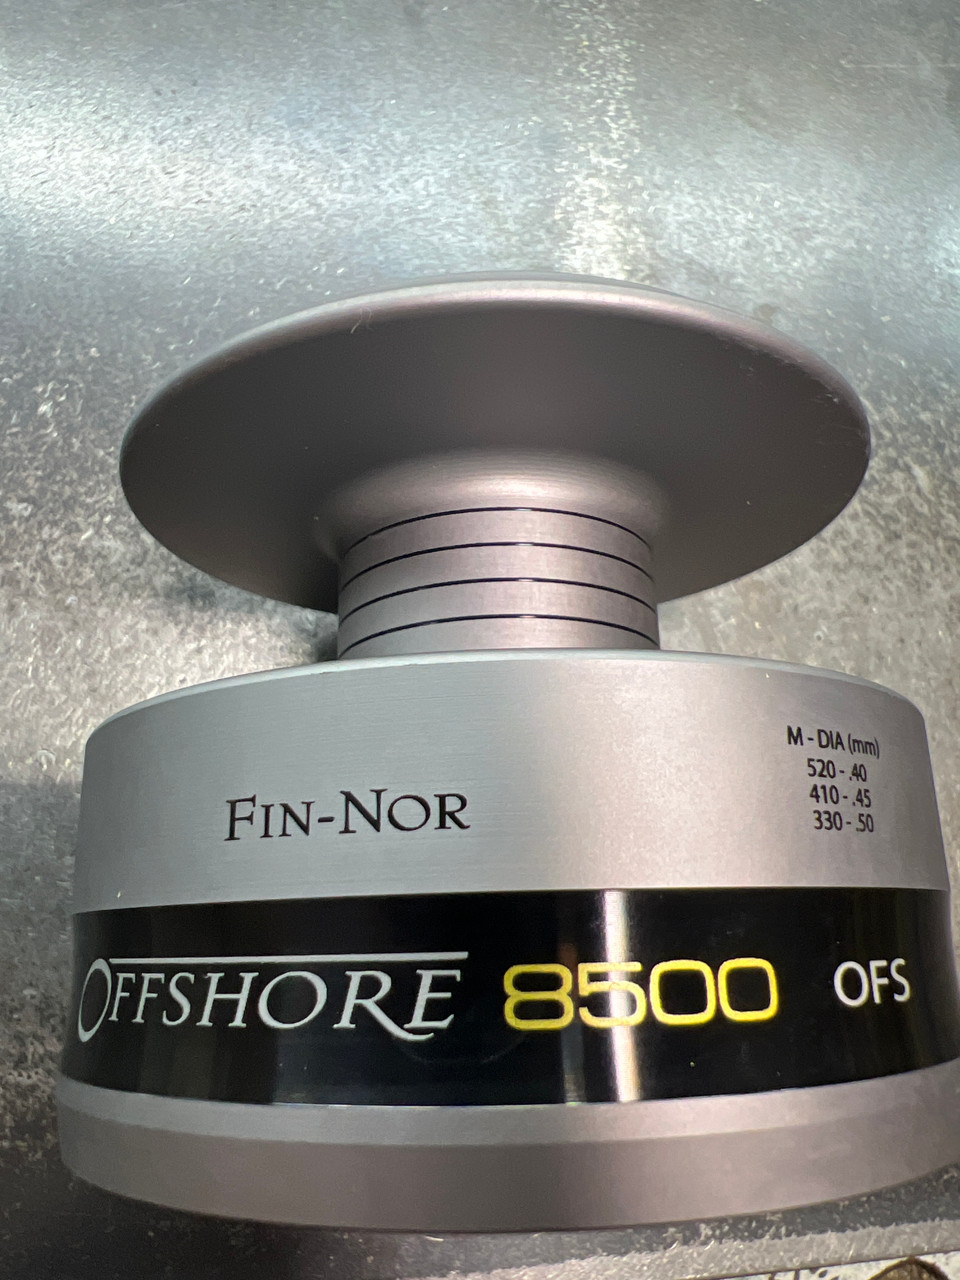 M - DIA (mm)
520 - .40
410 - .45
330 - .50
FIN-NOR
OFFSHORE 8500 OFS